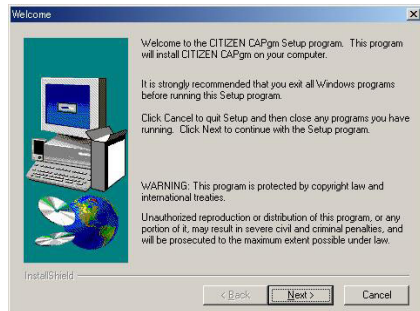 Welcome
Welcome to the CITIZEN CAPgm Setup program. This program
will install CITIZEN CAPgm on your computer.
It is strongly recommended that you exit all Windows programs
before running this Setup program.
Click Cancel to quit Setup and then close any programs you have
running. Click Next to continue with the Setup program.
WARNING: This program is protected by copyright law and
international treaties.
Unauthorized reproduction or distribution of this program, or any
portion of it, may result in severe civil and criminal penalties, and
will be prosecuted to the maximum extent possible under law.
InstallShield
< Back Next > Cancel